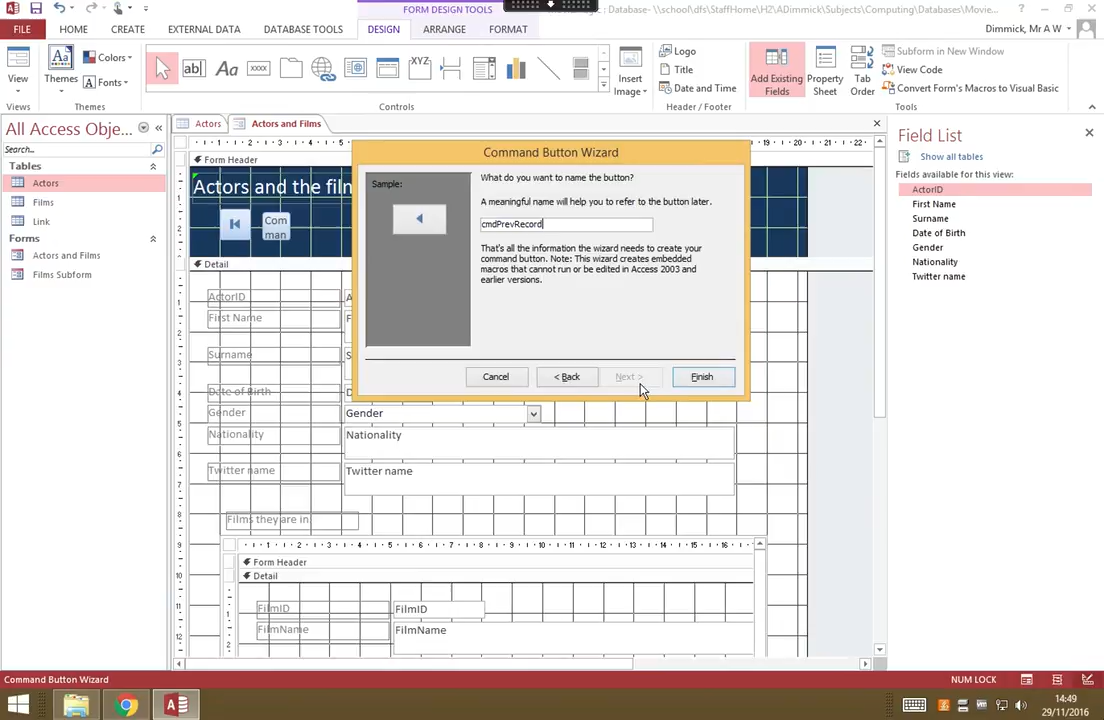 FORM DESIGN TOOLS
Database- \\school\dfs\StaffHome\H2\ADimmick\Subjects\Computing\Databases\Movie...
FILE
HOME
CREATE
EXTERNAL DATA
DATABASE TOOLS
DESIGN
ARRANGE
FORMAT
Dimmick, Mr A W
View
Themes
Colors
Fonts
ab|
Aa
xxxx
XYZ
Insert
Image
Logo
Title
Date and Time
Add Existing
Fields
Property
Sheet
Tab
Order
Subform in New Window
View Code
Convert Form's Macros to Visual Basic
Views
Themes
Controls
Header / Footer
Tools
All Access Obje...
Search...
Tables
Actors
Films
Link
Forms
Actors and Films
Films Subform
Actors
Actors and Films
Form Header
Actors and the film
Com
man
Detail
ActorID
First Name
Surname
Date of Birth
Gender
Gender
Nationality
Nationality
Twitter name
Twitter name
Films they are in
Form Header
Detail
FilmID
FilmID
FilmName
FilmName
Command Button Wizard
Sample:
What do you want to name the button?
A meaningful name will help you to refer to the button later.
cmdPrevRecord
That's all the information the wizard needs to create your
command button. Note: This wizard creates embedded
macros that cannot run or be edited in Access 2003 and
earlier versions.
Cancel
< Back
Next >
Finish
Field List
Show all tables
Fields available for this view:
ActorID
First Name
Surname
Date of Birth
Gender
Nationality
Twitter name
Command Button Wizard
NUM LOCK
14:49
29/11/2016